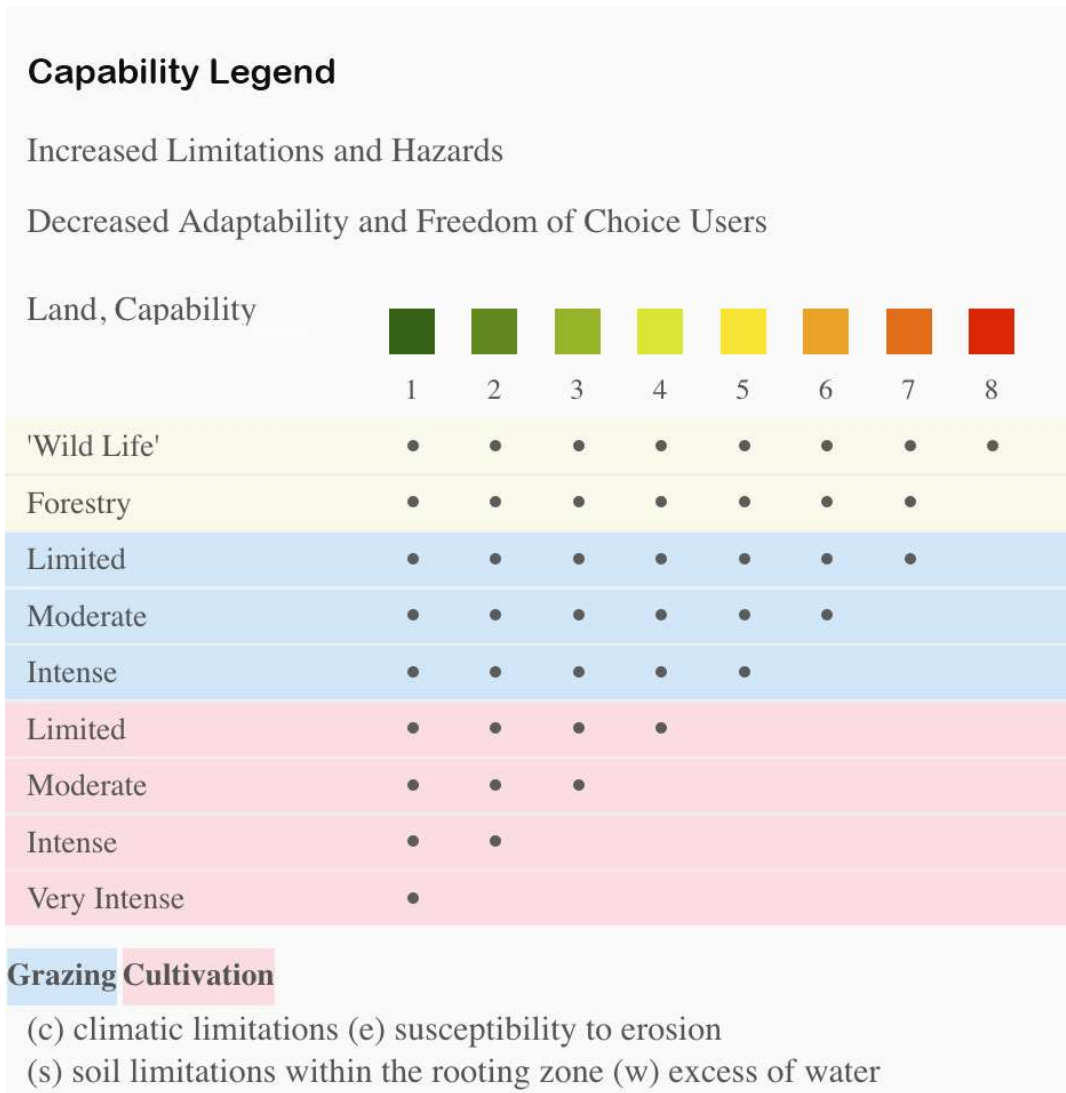 Capability Legend
Increased Limitations and Hazards
Decreased Adaptability and Freedom of Choice Users
Land, Capability
1 2 3 4 5 6 7 8
'Wild Life'
Forestry
Limited
Moderate
Intense
Limited
Moderate
Intense
Very Intense
Grazing Cultivation
(c) climatic limitations (e) susceptibility to erosion
(s) soil limitations within the rooting zone (w) excess of water